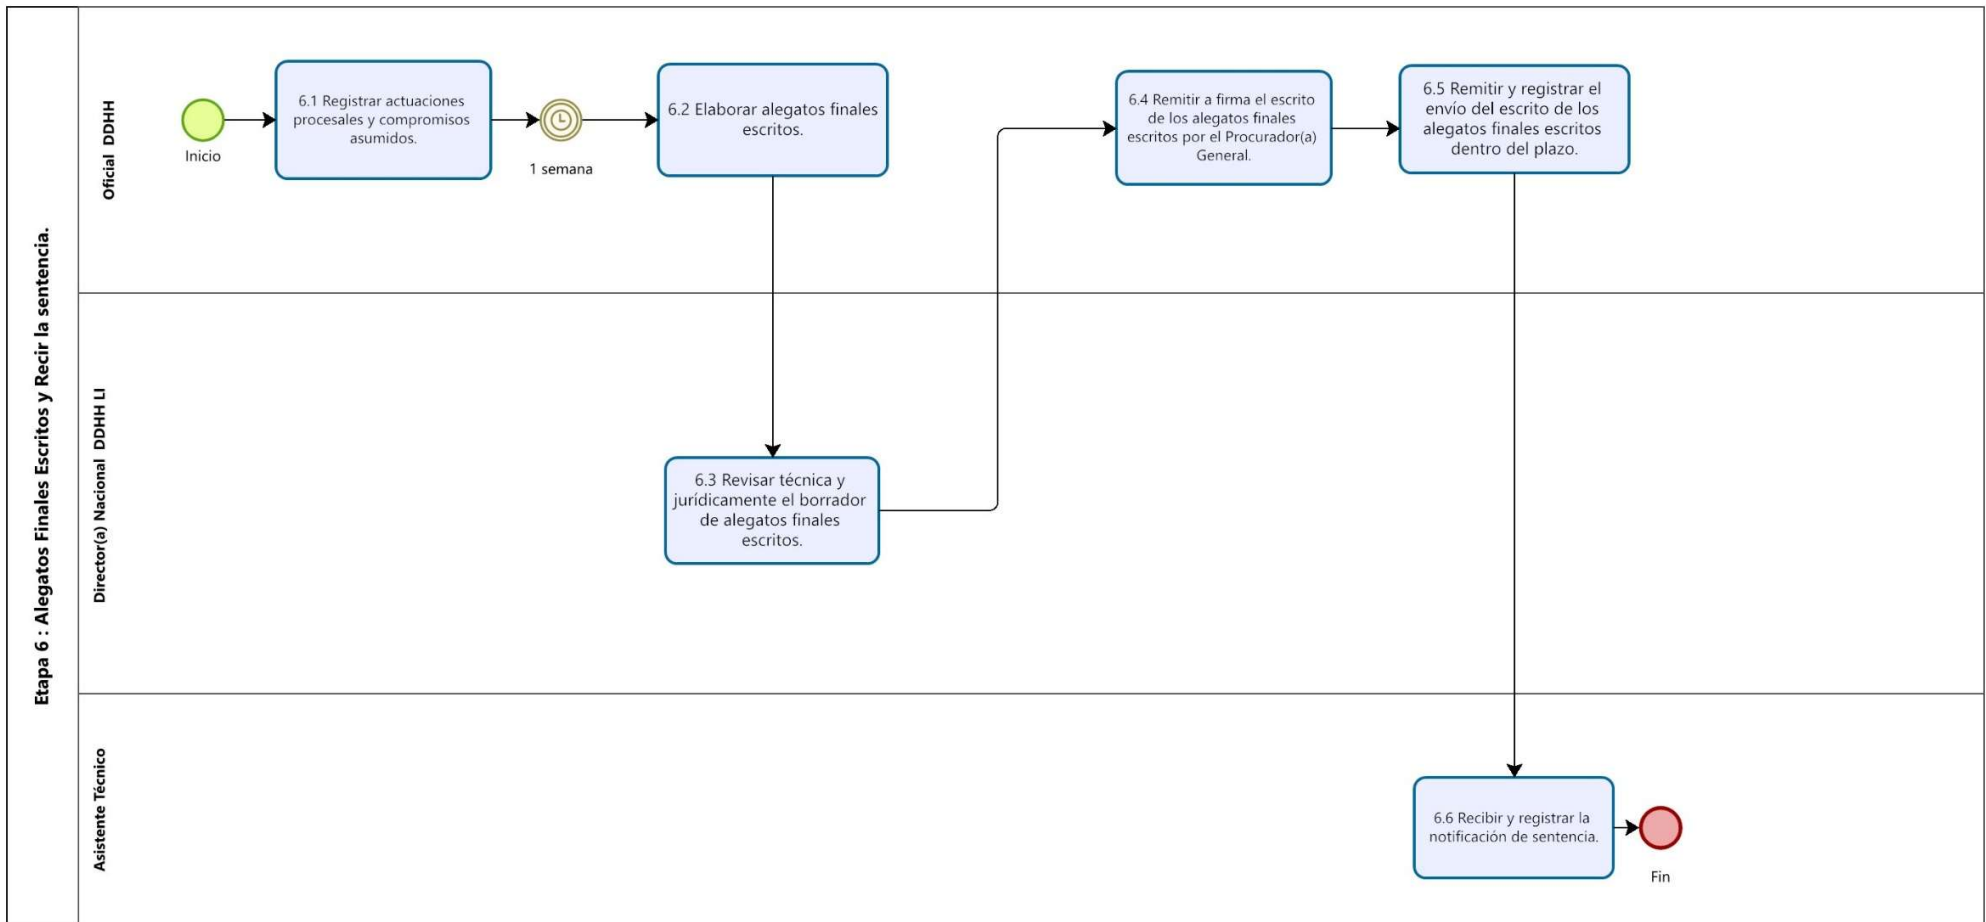 Etapa 6 : Alegatos Finales Escritos y Recir la sentencia.
Oficial DDHH
Inicio
6.1 Registrar actuaciones
procesales y compromisos
asumidos.
1 semana
6.2 Elaborar alegatos finales
escritos.
6.4 Remitir a firma el escrito
de los alegatos finales
escritos por el Procurador(a)
General.
6.5 Remitir y registrar el
envío del escrito de los
alegatos finales escritos
dentro del plazo.
Director(a) Nacional DDHH LI
6.3 Revisar técnica y
jurídicamente el borrador
de alegatos finales
escritos.
Asistente Técnico
6.6 Recibir y registrar la
notificación de sentencia.
Fin